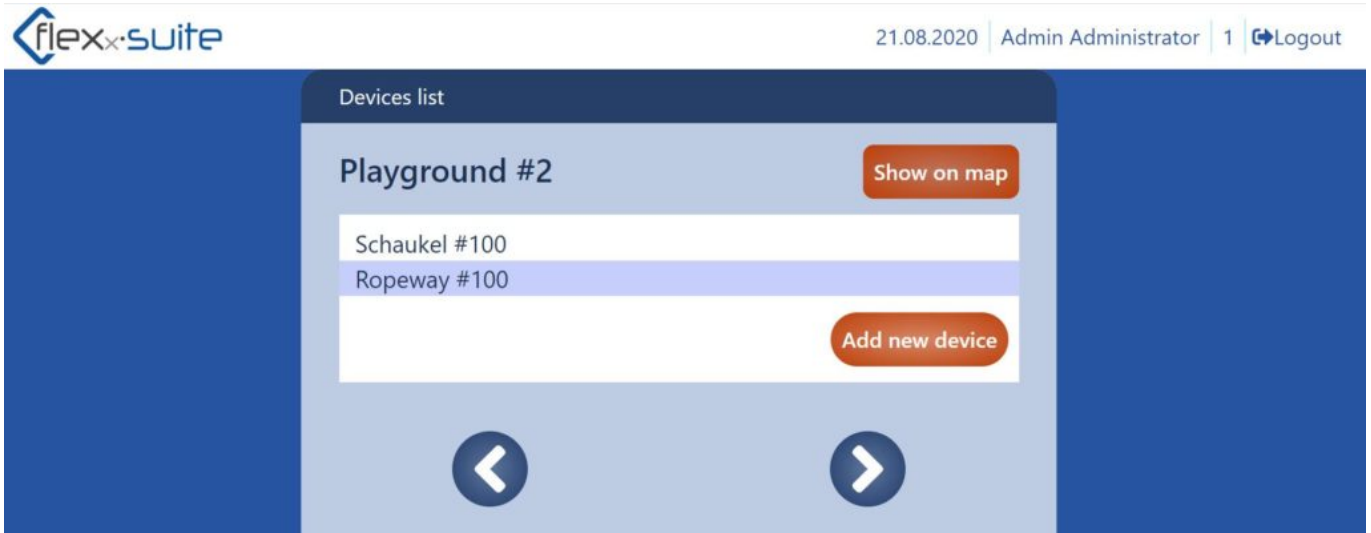 flexx·suite
21.08.2020 Admin Administrator 1 Logout
Devices list
Playground #2 Show on map
Schaukel #100
Ropeway #100
Add new device